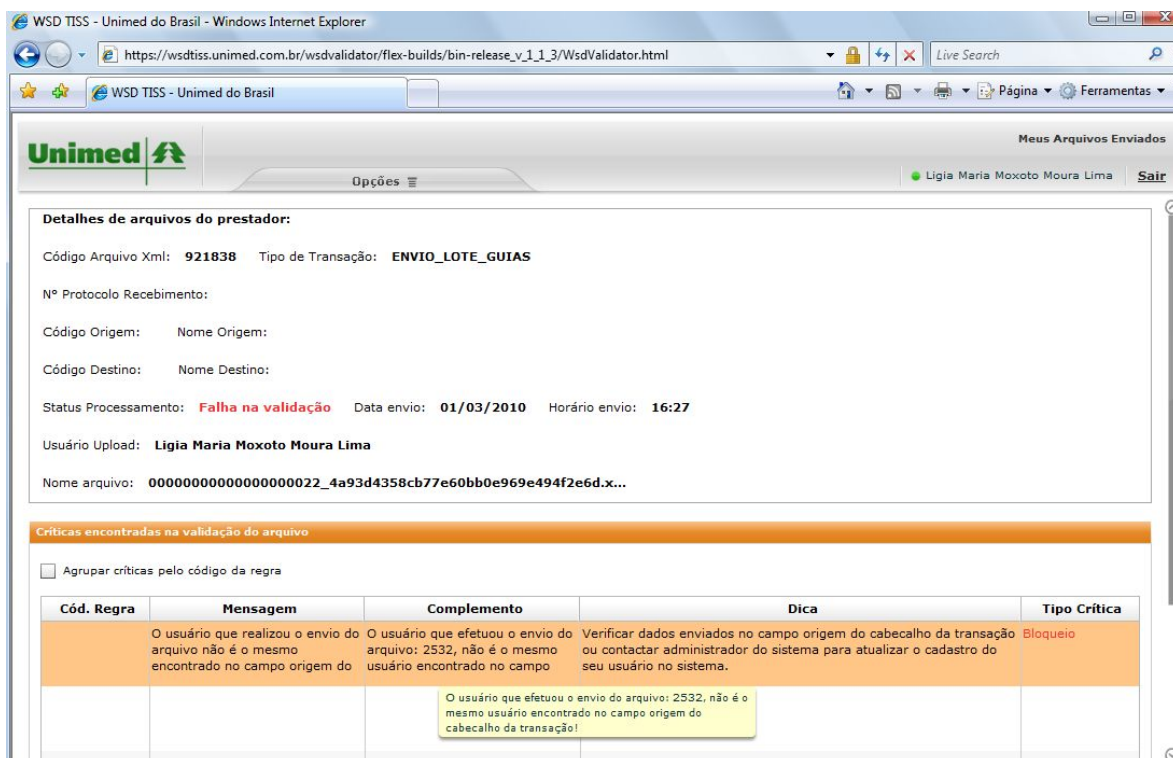 WSD TISS - Unimed do Brasil - Windows Internet Explorer
https://wsdtiss.unimed.com.br/wsdvalidator/flex-builds/bin-release_v_1_1_3/WsdValidator.html
Live Search
WSD TISS - Unimed do Brasil
Página
Ferramentas
Unimed
Opções
Meus Arquivos Enviados
Ligia Maria Moxoto Moura Lima
Sair
Detalhes de arquivos do prestador:
Código Arquivo Xml: 921838 Tipo de Transação: ENVIO_LOTE_GUIAS
Nº Protocolo Recebimento:
Código Origem: Nome Origem:
Código Destino: Nome Destino:
Status Processamento: Falha na validação Data envio: 01/03/2010 Horário envio: 16:27
Usuário Upload: Ligia Maria Moxoto Moura Lima
Nome arquivo: 00000000000000000022_4a93d4358cb77e60bb0e969e494f2e6d.x...
Críticas encontradas na validação do arquivo
Agrupar críticas pelo código da regra
Cód. Regra Mensagem Complemento Dica Tipo Crítica
O usuário que realizou o envio do
arquivo não é o mesmo
encontrado no campo origem do
O usuário que efetuou o envio do
arquivo: 2532, não é o mesmo
usuário encontrado no campo
Verificar dados enviados no campo origem do cabecalho da transação
ou contactar administrador do sistema para atualizar o cadastro do
seu usuário no sistema.
Bloqueio
O usuário que efetuou o envio do arquivo: 2532, não é o
mesmo usuário encontrado no campo origem do
cabecalho da transação!